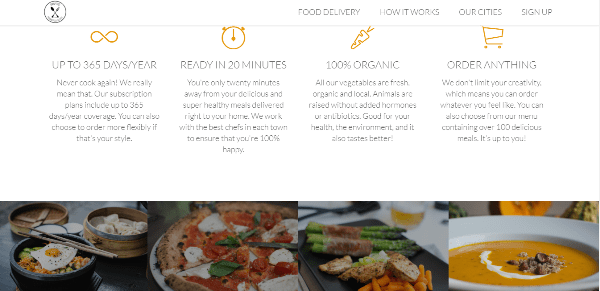 FOOD DELIVERY HOW IT WORKS OUR CITIES SIGN UP
UP TO 365 DAYS/YEAR
Never cook again! We really
mean that. Our subscription
plans include up to 365
days/year coverage. You can also
choose to order more flexibly if
that's your style.
READY IN 20 MINUTES
You're only twenty minutes
away from your delicious and
super healthy meals delivered
right to your home. We work
with the best chefs in each town
to ensure that you're 100%
happy.
100% ORGANIC
All our vegetables are fresh,
organic and local. Animals are
raised without added hormones
or antibiotics. Good for your
health, the environment, and it
also tastes better!
ORDER ANYTHING
We don't limit your creativity,
which means you can order
whatever you feel like. You can
also choose from our menu
containing over 100 delicious
meals. It's up to you!